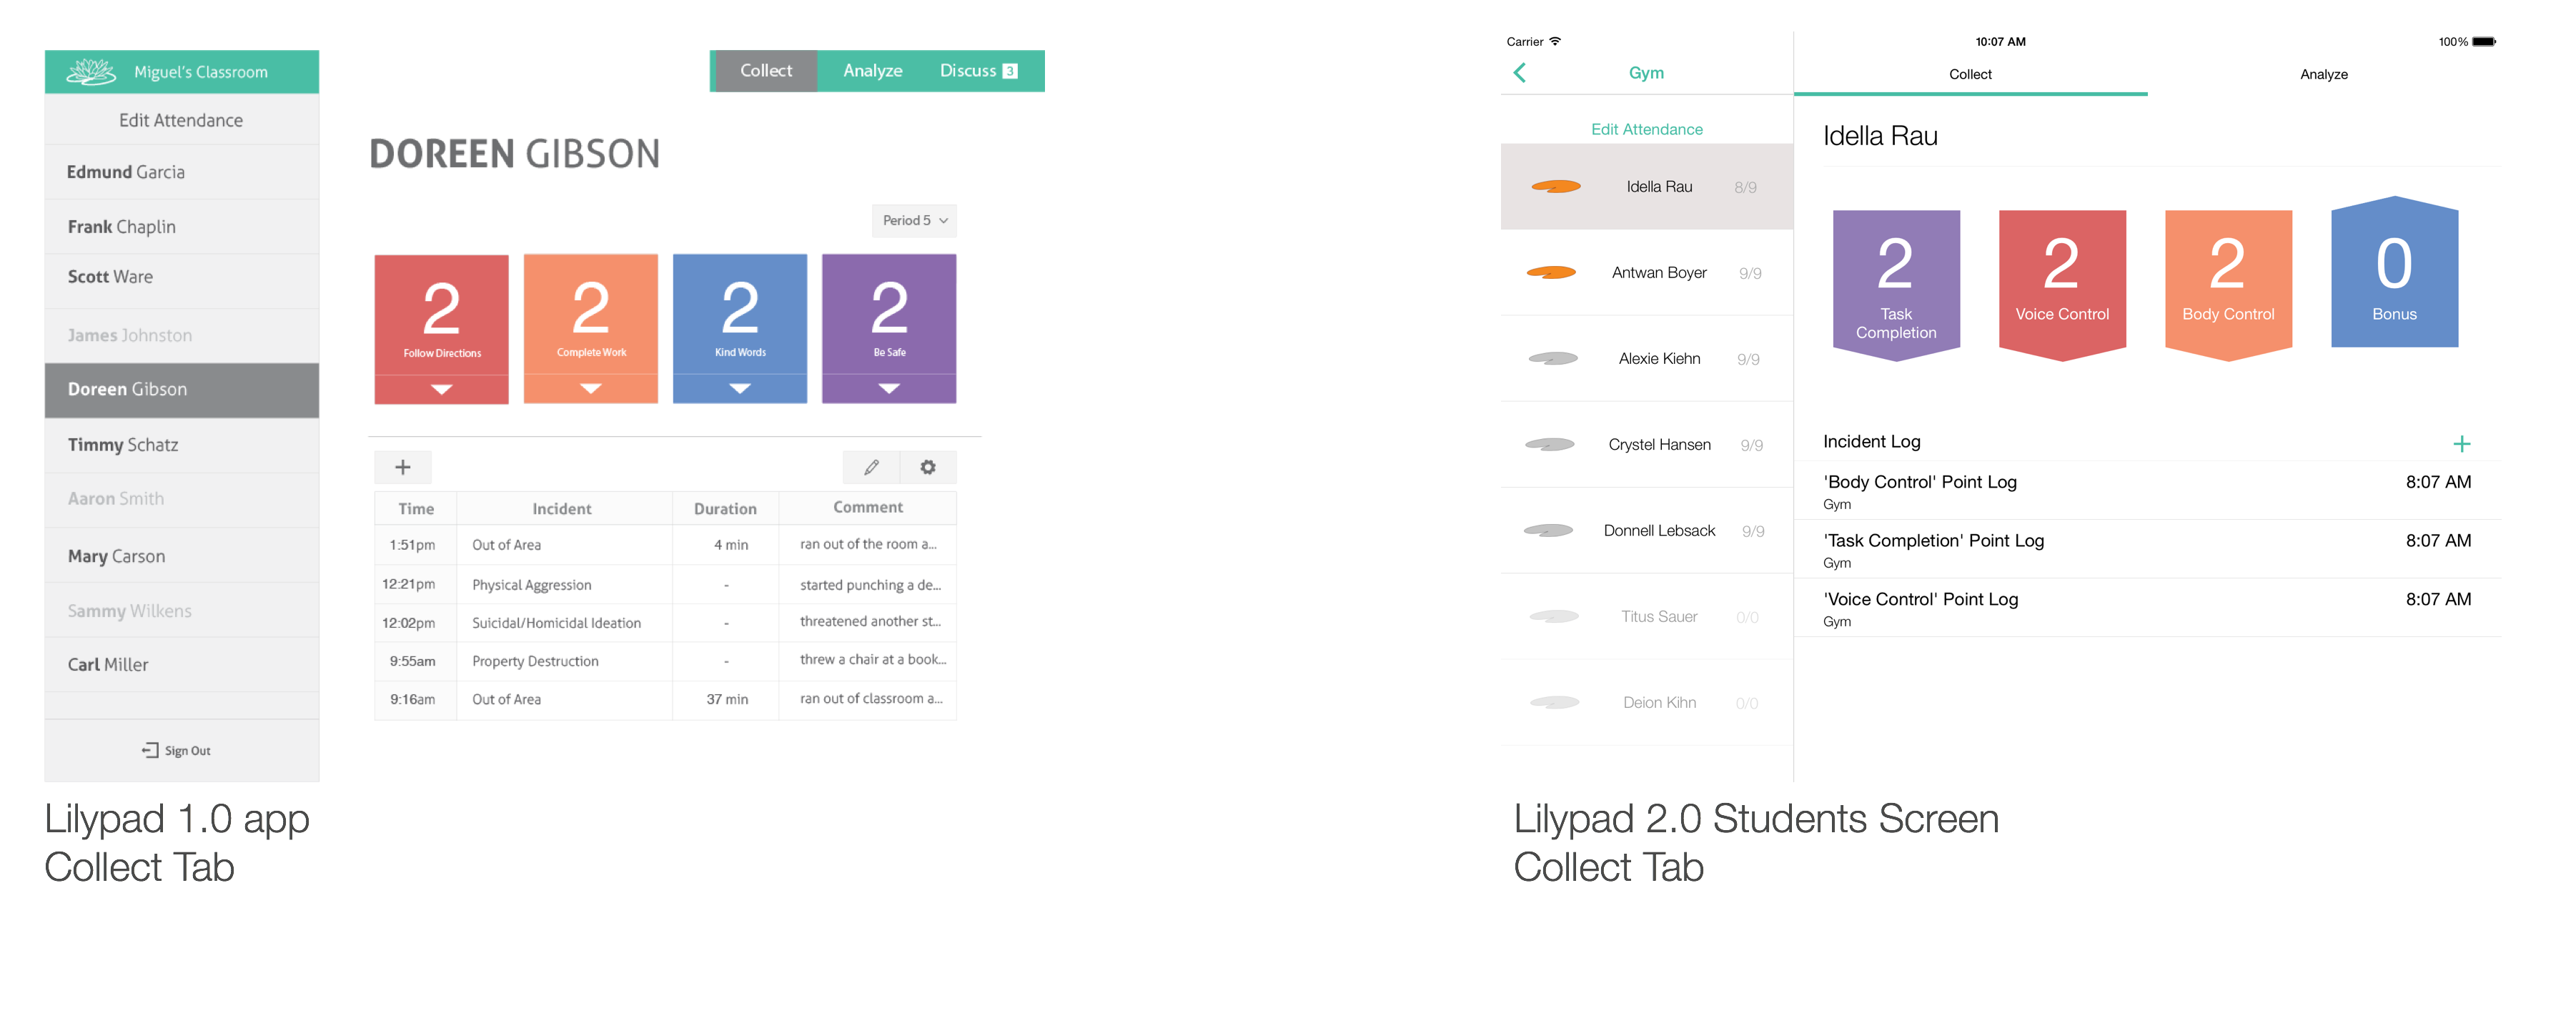 Miguel's Classroom
Edit Attendance
Edmund Garcia
Frank Chaplin
Scott Ware
James Johnston
Doreen Gibson
Timmy Schatz
Aaron Smith
Mary Carson
Sammy Wilkens
Carl Miller
Sign Out
Collect Analyze Discuss 3
DOREEN GIBSON
Period 5
2 2 2 2
Follow Directions Complete Work Kind Words Be Safe
+
Time Incident Duration Comment
1:51pm Out of Area 4 min ran out of the room a...
12:21pm Physical Aggression - started punching a de...
12:02pm Suicidal/Homicidal Ideation - threatened another st...
9:55am Property Destruction - threw a chair at a book...
9:16am Out of Area 37 min ran out of classroom a...
Lilypad 1.0 app
Collect Tab
Carrier 10:07 AM 100%
Gym
Edit Attendance
Idella Rau 8/9
Antwan Boyer 9/9
Alexie Kiehn 9/9
Crystel Hansen 9/9
Donnell Lebsack 9/9
Titus Sauer 0/0
Deion Kihn 0/0
Collect Analyze
Idella Rau
2 2 2 0
Task Voice Control Body Control Bonus
Completion
Incident Log +
'Body Control' Point Log 8:07 AM
Gym
'Task Completion' Point Log 8:07 AM
Gym
'Voice Control' Point Log 8:07 AM
Gym
Lilypad 2.0 Students Screen
Collect Tab